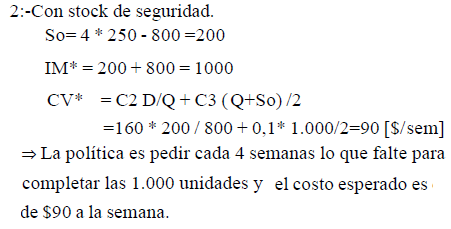 2:-Con stock de seguridad.
So= 4 * 250 - 800 =200
IM* = 200 + 800 = 1000
CV* = C2 D/Q + C3 (Q+So) /2
=160 * 200 / 800 + 0,1* 1.000/2=90 [$/sem]
⇒ La política es pedir cada 4 semanas lo que falte para
completar las 1.000 unidades y el costo esperado es
de $90 a la semana.